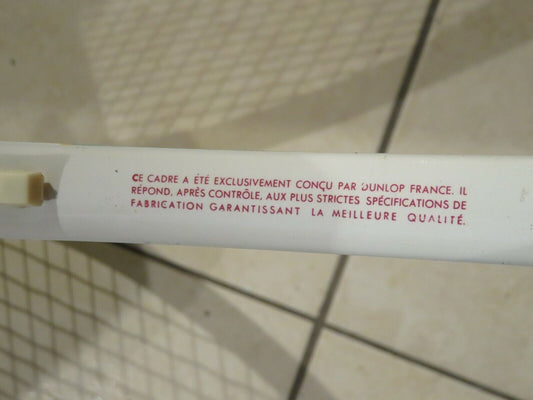 CE CADRE A ÉTÉ EXCLUSIVEMENT CONÇU PAR DUNLOP FRANCE. IL
RÉPOND, APRÉS CONTRÔLE, AUX PLUS STRICTES SPÉCIFICATIONS DE
FABRICATION GARANTISSANT LA MEILLEURE QUALITÉ.